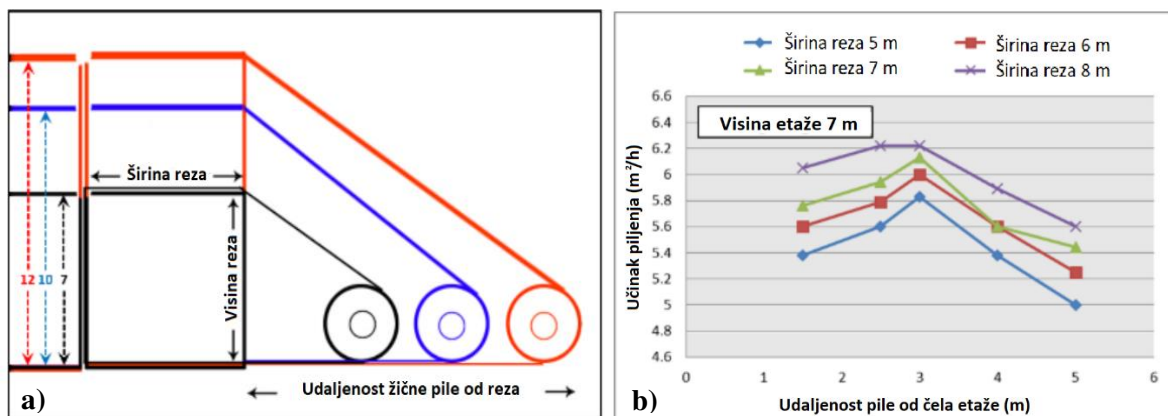 Širina reza
Visina reza
12
10
7
Udaljenost žične pile od reza
a)
Širina reza 5 m
Širina reza 6 m
Širina reza 7 m
Širina reza 8 m
Visina etaže 7 m
Učinak piljenja (m²/h)
6.6
6.4
6.2
6
5.8
5.6
5.4
5.2
5
4.8
4.6
0
1
2
3
4
5
6
Udaljenost pile od čela etaže (m)
b)